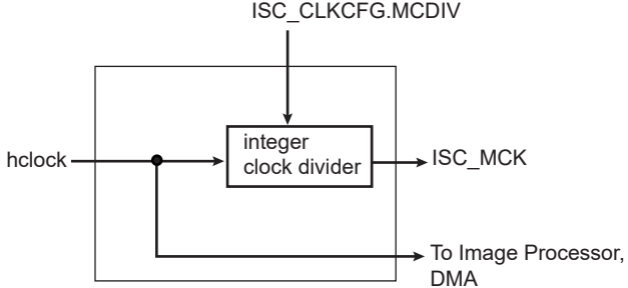 ISC_CLKCFG.MCDIV
integer
clock divider
hclock
ISC_MCK
To Image Processor,
DMA